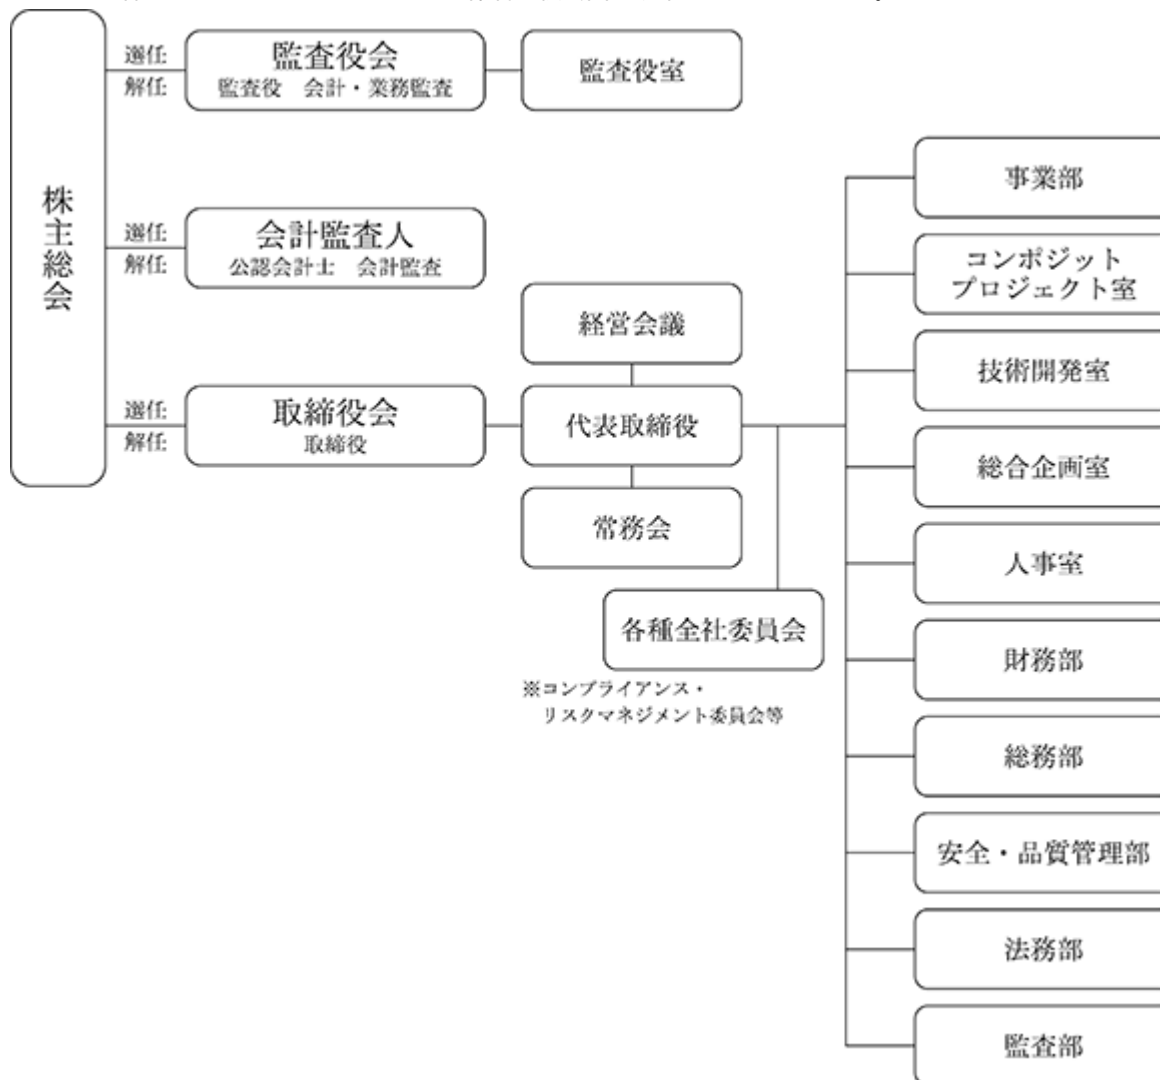 株主総会
選任
解任
監査役会
監査役　会計・業務監査
監査役室
選任
解任
会計監査人
公認会計士　会計監査
選任
解任
取締役会
取締役
経営会議
代表取締役
常務会
各種全社委員会
※コンプライアンス・
リスクマネジメント委員会等
事業部
コンポジット
プロジェクト室
技術開発室
総合企画室
人事室
財務部
総務部
安全・品質管理部
法務部
監査部